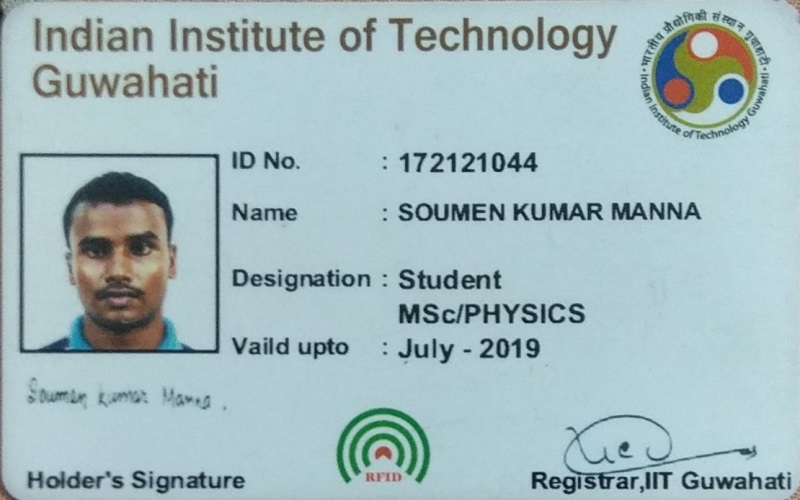 Indian Institute of Technology
Guwahati
भारतीय प्रौद्योगिकी संस्थान गुवाहाटी
Indian Institute of Technology Guwahati
ID No. : 172121044
Name : SOUMEN KUMAR MANNA
Designation : Student
MSc/PHYSICS
Vaild upto : July - 2019
Soumen Kumar Manna.
RFID
Holder's Signature
Registrar,IIT Guwahati